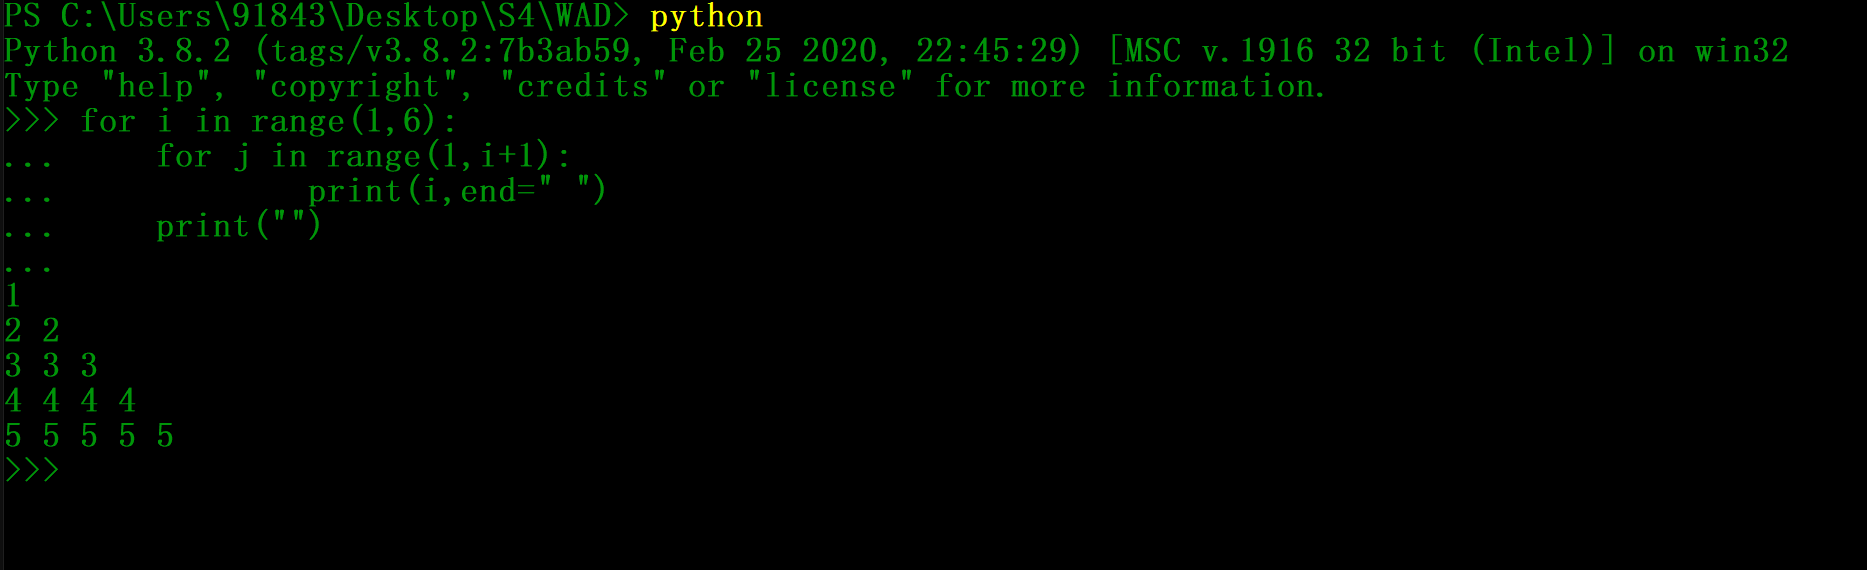 PS C:\Users\91843\Desktop\S4\WAD> python
Python 3.8.2 (tags/v3.8.2:7b3ab59, Feb 25 2020, 22:45:29) [MSC v.1916 32 bit (Intel)] on win32
Type "help", "copyright", "credits" or "license" for more information.
>>> for i in range(1,6):
...     for j in range(1,i+1):
...             print(i,end=" ")
...     print("")
...
1
2 2
3 3 3
4 4 4 4
5 5 5 5 5
>>>